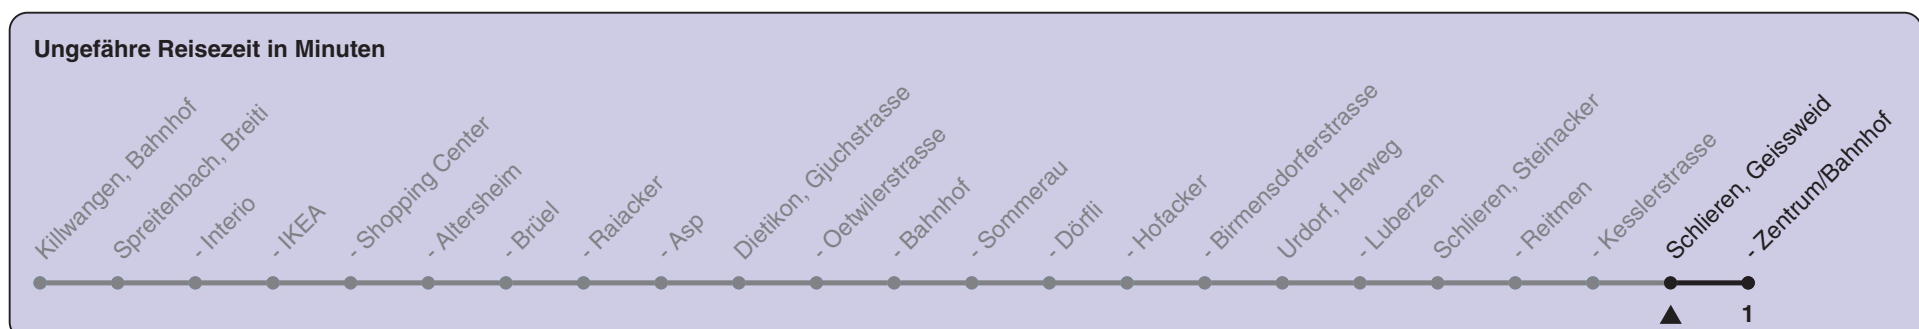 Ungefähre Reisezeit in Minuten
Killwangen, Bahnhof
Spreitenbach, Breiti
- Interio
- IKEA
- Shopping Center
- Altersheim
- Brüel
- Raiacker
- Asp
Dietikon, Gjuchstrasse
- Oetwilerstrasse
- Bahnhof
- Sommerau
- Dörfli
- Hofacker
- Birmensdorferstrasse
Urdorf, Herweg
- Luberzen
Schlieren, Steinacker
- Reitmen
- Kesslerstrasse
Schlieren, Geissweid
- Zentrum/Bahnhof
1